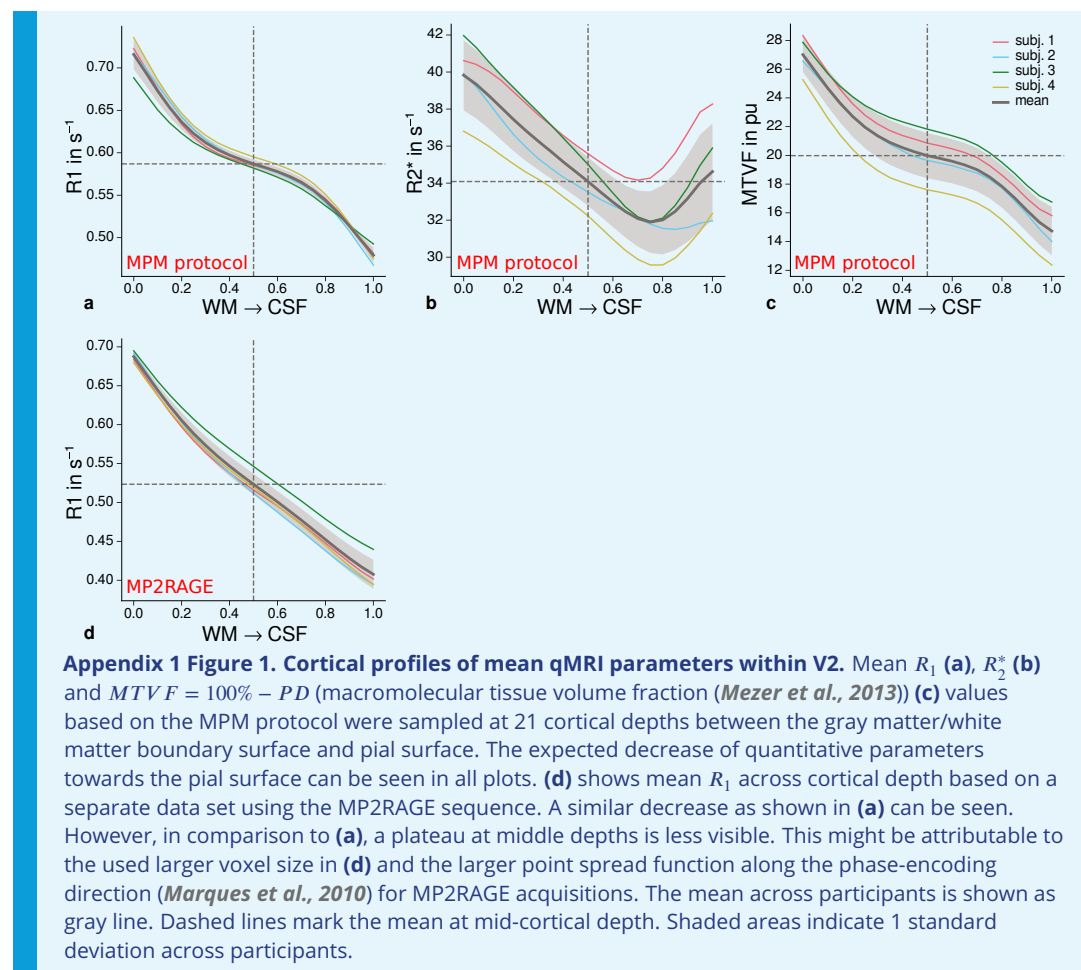 0.70
0.65
0.60
0.55
0.50
R1 in s⁻¹
MPM protocol
0.0 0.2 0.4 0.6 0.8 1.0
a WM → CSF
42
40
38
36
34
32
30
R2* in s⁻¹
MPM protocol
0.0 0.2 0.4 0.6 0.8 1.0
b WM → CSF
28
26
24
22
20
18
16
14
12
MTVF in pu
subj. 1
subj. 2
subj. 3
subj. 4
mean
MPM protocol
0.0 0.2 0.4 0.6 0.8 1.0
c WM → CSF
0.70
0.65
0.60
0.55
0.50
0.45
0.40
R1 in s⁻¹
MP2RAGE
0.0 0.2 0.4 0.6 0.8 1.0
d WM → CSF
Appendix 1 Figure 1. Cortical profiles of mean qMRI parameters within V2. Mean R₁ (a), R₂* (b)
and MTVF = 100% – PD (macromolecular tissue volume fraction (Mezer et al., 2013)) (c) values
based on the MPM protocol were sampled at 21 cortical depths between the gray matter/white
matter boundary surface and pial surface. The expected decrease of quantitative parameters
towards the pial surface can be seen in all plots. (d) shows mean R₁ across cortical depth based on a
separate data set using the MP2RAGE sequence. A similar decrease as shown in (a) can be seen.
However, in comparison to (a), a plateau at middle depths is less visible. This might be attributable to
the used larger voxel size in (d) and the larger point spread function along the phase-encoding
direction (Marques et al., 2010) for MP2RAGE acquisitions. The mean across participants is shown as
gray line. Dashed lines mark the mean at mid-cortical depth. Shaded areas indicate 1 standard
deviation across participants.